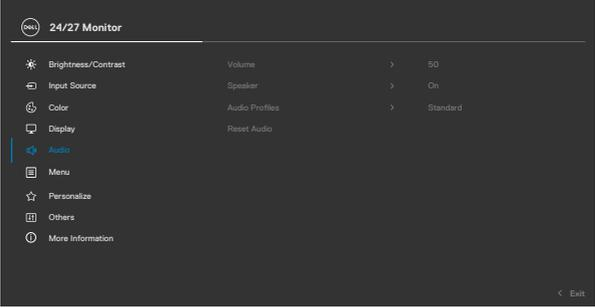 DELL 24/27 Monitor
Brightness/Contrast Volume > 50
Input Source Speaker > On
Color Audio Profiles > Standard
Display Reset Audio
Audio
Menu
Personalize
Others
More Information
< Exit